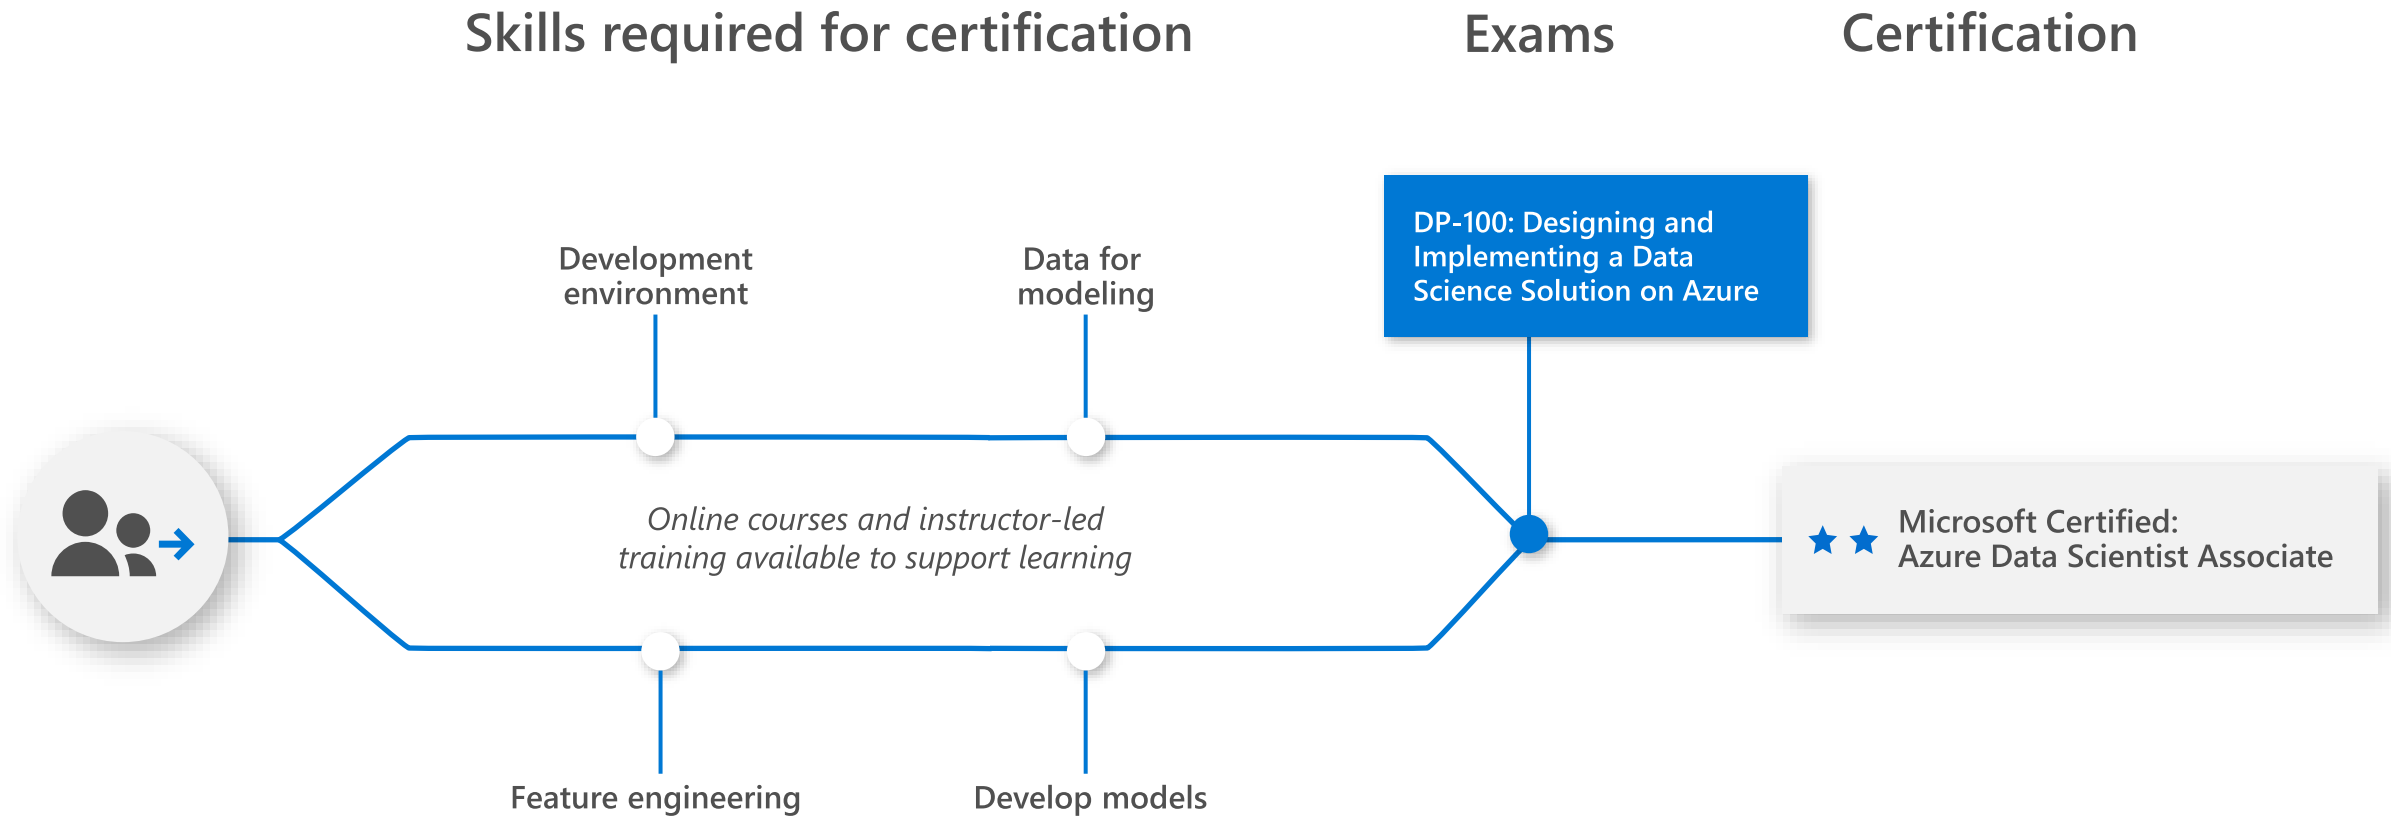 Skills required for certification
Exams
Certification
Development
environment
Data for
modeling
DP-100: Designing and
Implementing a Data
Science Solution on Azure
Online courses and instructor-led
training available to support learning
Microsoft Certified:
Azure Data Scientist Associate
Feature engineering
Develop models